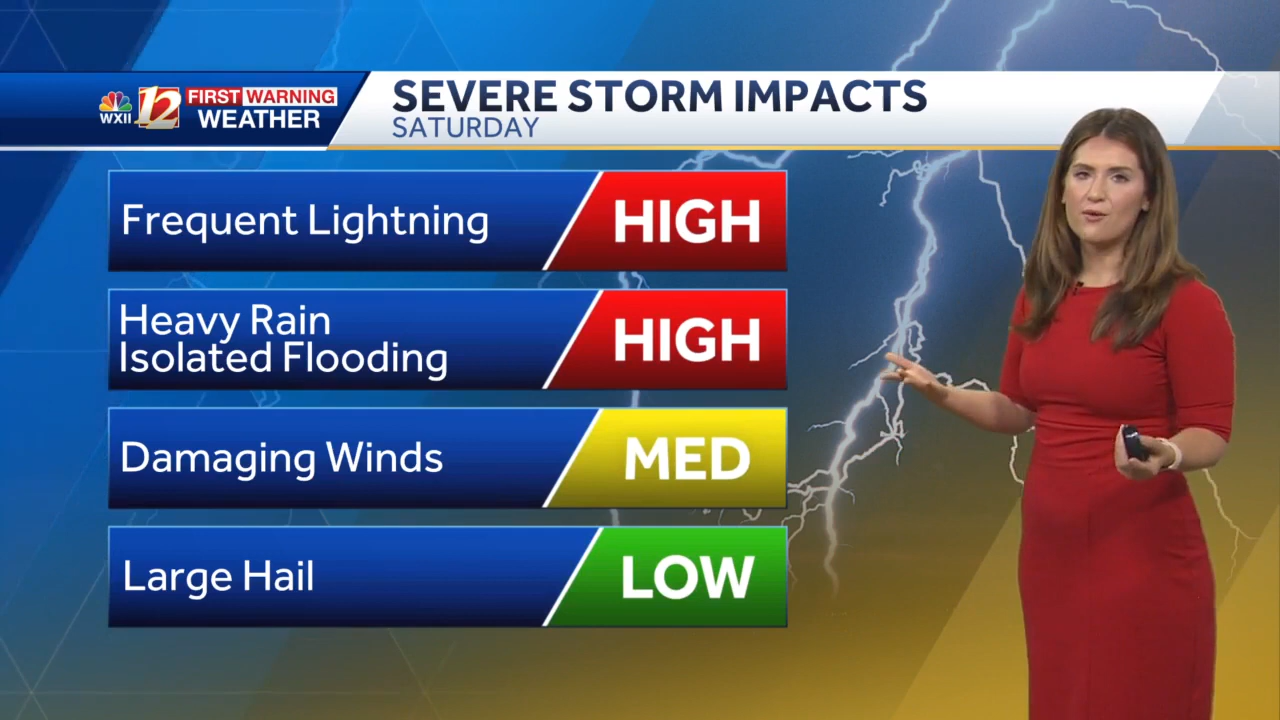 WXII 12 FIRST WARNING
WEATHER
SEVERE STORM IMPACTS
SATURDAY
Frequent Lightning HIGH
Heavy Rain
Isolated Flooding HIGH
Damaging Winds MED
Large Hail LOW